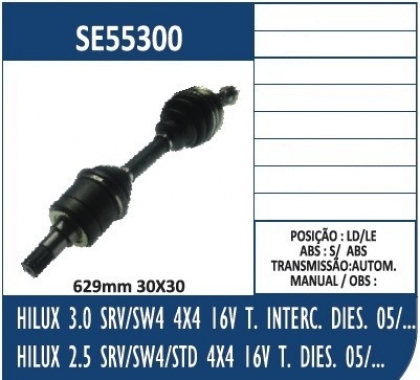 SE55300
629mm 30X30
POSIÇÃO : LD/LE
ABS : S/ ABS
TRANSMISSÃO:AUTOM.
MANUAL / OBS :
HILUX 3.0 SRV/SW4 4X4 16V T. INTERC. DIES. 05/...
HILUX 2.5 SRV/SW4/STD 4X4 16V T. DIES. 05/...